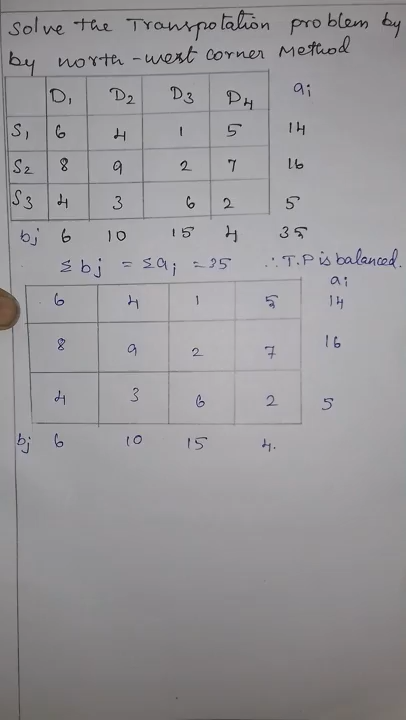 Solve the Transpotation problem by
by north-west corner Method
D1 D2 D3 D4 ai
S1 6 4 1 5 14
S2 8 9 2 7 16
S3 4 3 6 2 5
bj 6 10 15 4 35
Σbj = Σai = 35 ∴ T.P is balanced.
ai
6 4 1 5 14
8 9 2 7 16
4 3 6 2 5
bj 6 10 15 4.